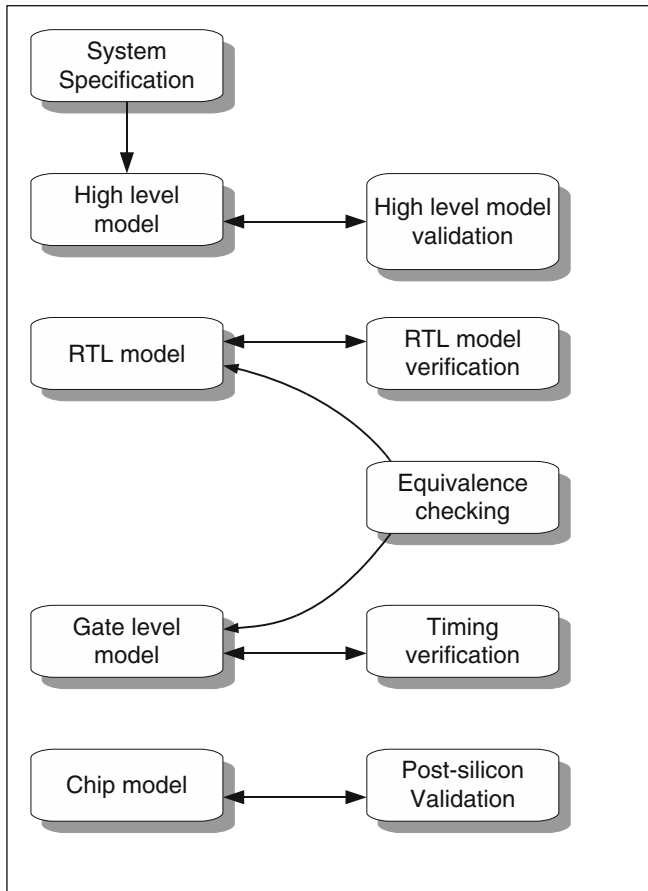 System
Specification
High level
model
High level model
validation
RTL model
RTL model
verification
Equivalence
checking
Gate level
model
Timing
verification
Chip model
Post-silicon
Validation